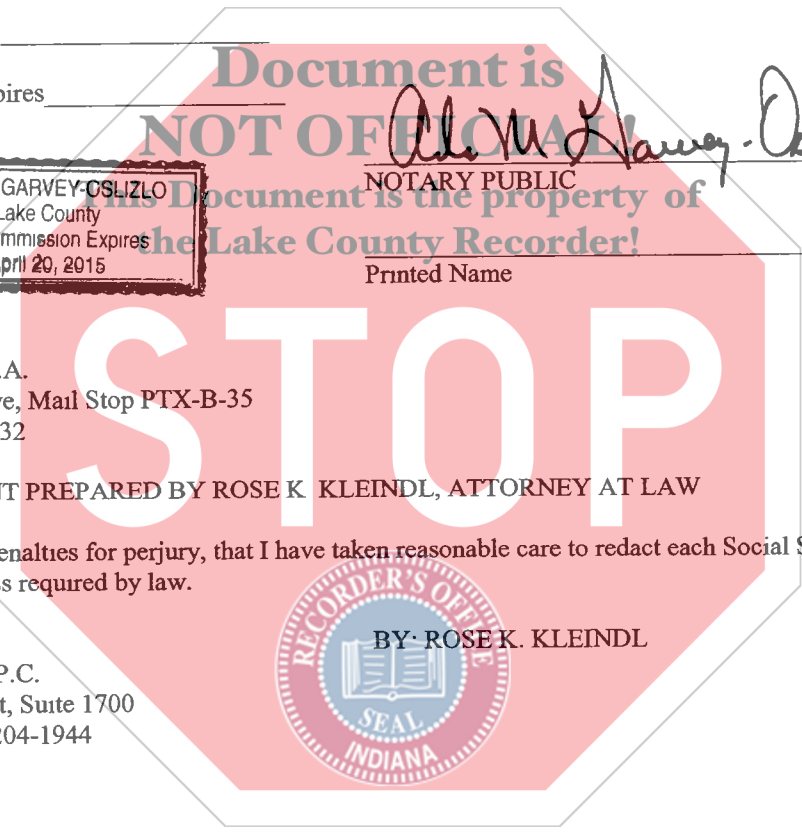 Document is
pires
NOT OFFICIAL!
NOTARY PUBLIC
GARVEY-OSLIZLO
Lake County
mmission Expires
pril 20, 2015
This Document is the property of
the Lake County Recorder!
Printed Name
STOP
.A.
e, Mail Stop PTX-B-35
32
T PREPARED BY ROSE K KLEINDL, ATTORNEY AT LAW
enalties for perjury, that I have taken reasonable care to redact each Social S
s required by law.
RECORDER'S OFFICE
SEAL
INDIANA
BY: ROSE K. KLEINDL
P.C.
t, Suite 1700
204-1944